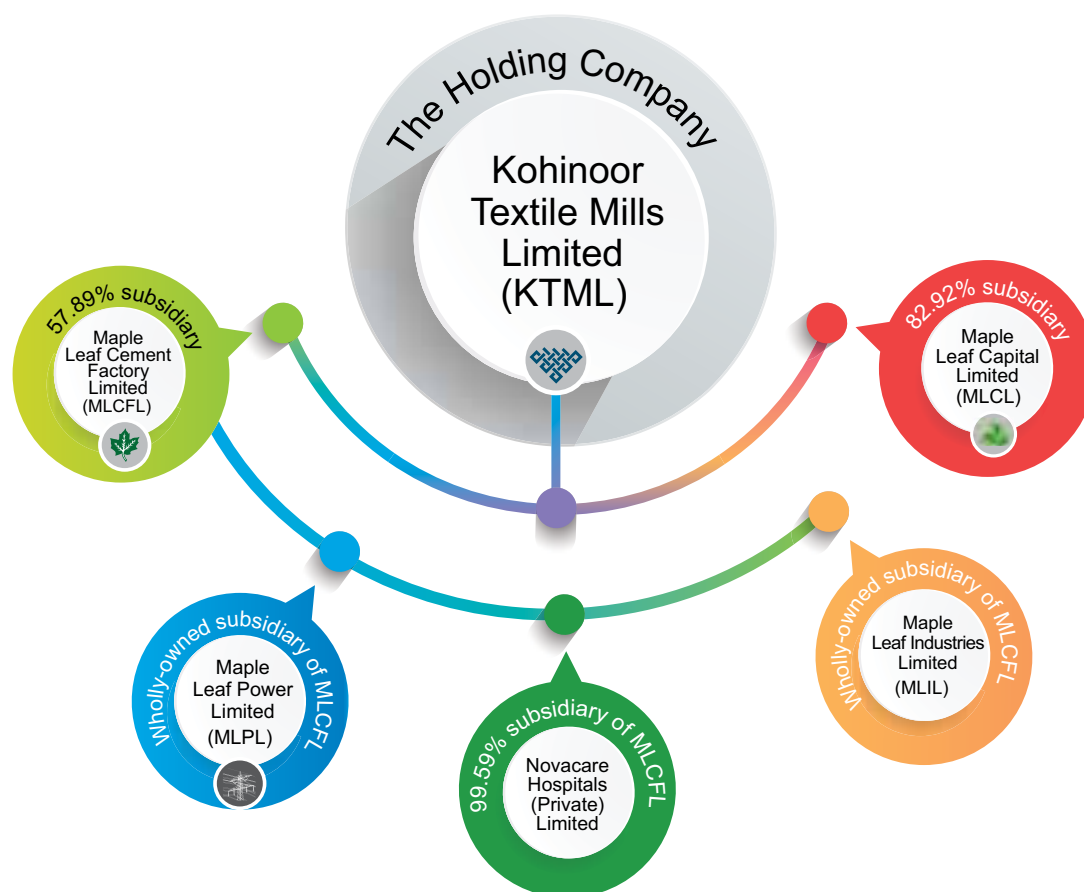 The Holding Company
Kohinoor
Textile Mills
Limited
(KTML)
57.89% subsidiary
Maple
Leaf Cement
Factory
Limited
(MLCFL)
82.92% subsidiary
Maple
Leaf Capital
Limited
(MLCL)
Wholly-owned subsidiary of MLCFL
Maple
Leaf Power
Limited
(MLPL)
99.59% subsidiary of MLCFL
Novacare
Hospitals
(Private)
Limited
Wholly-owned subsidiary of MLCFL
Maple
Leaf Industries
Limited
(MLIL)